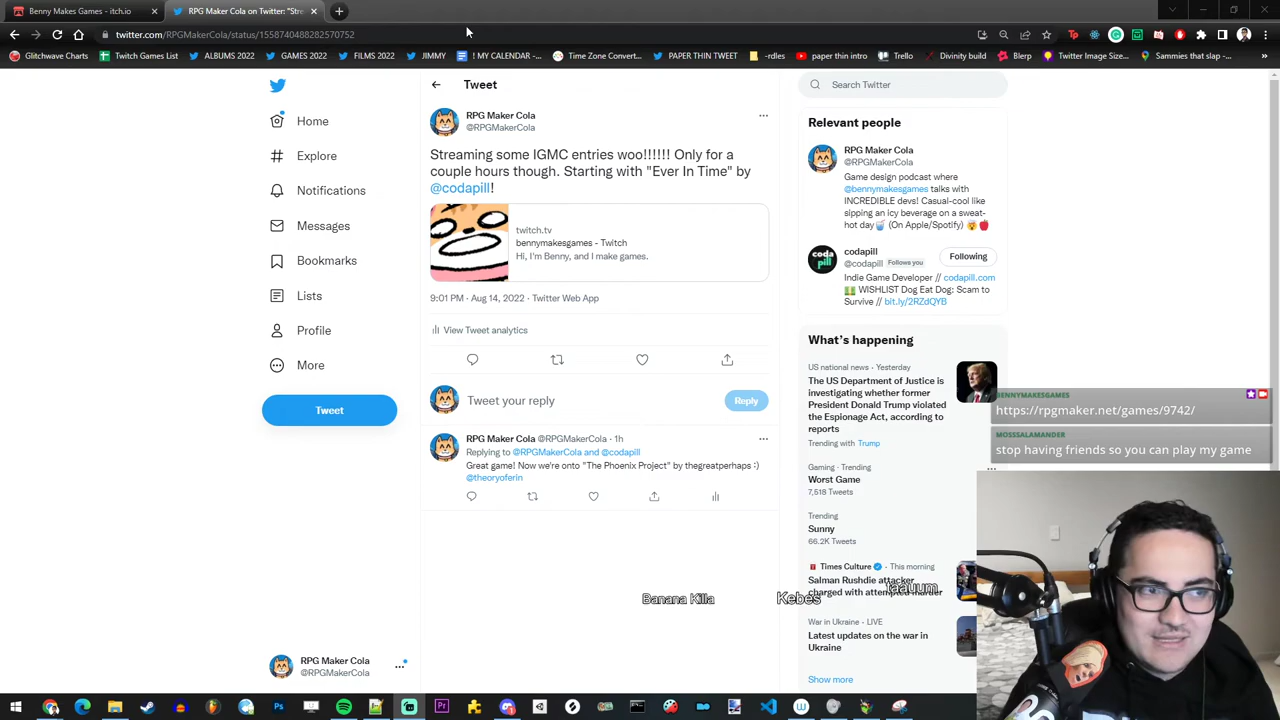 Benny Makes Games - itch.io
RPG Maker Cola on Twitter: "Stre
twitter.com/RPGMakerCola/status/1558740488282570752
Glitchwave Charts
Twitch Games List
ALBUMS 2022
GAMES 2022
FILMS 2022
JIMMY
! MY CALENDAR -...
Time Zone Convert...
PAPER THIN TWEET
-rdles
paper thin intro
Trello
Divinity build
Blerp
Twitter Image Size...
Sammies that slap -...
Home
Explore
Notifications
Messages
Bookmarks
Lists
Profile
More
Tweet
RPG Maker Cola
@RPGMakerCola
Tweet
RPG Maker Cola
@RPGMakerCola
Streaming some IGMC entries woo!!!!!! Only for a
couple hours though. Starting with "Ever In Time" by
@codapill!
twitch.tv
bennymakesgames - Twitch
Hi, I'm Benny, and I make games.
9:01 PM · Aug 14, 2022 · Twitter Web App
View Tweet analytics
Tweet your reply
Reply
RPG Maker Cola @RPGMakerCola · 1h
Replying to @RPGMakerCola and @codapill
Great game! Now we're onto "The Phoenix Project" by thegreatperhaps :)
@theoryoferin
Search Twitter
Relevant people
RPG Maker Cola
@RPGMakerCola
Game design podcast where
@bennymakesgames talks with
INCREDIBLE devs! Casual-cool like
sipping an icy beverage on a sweat-
hot day🥤 (On Apple/Spotify) 🤯🍎
coda
pill
codapill
@codapill Follows you
Following
Indie Game Developer // codapill.com
💵 WISHLIST Dog Eat Dog: Scam to
Survive // bit.ly/2RZdQYB
What's happening
US national news · Yesterday
The US Department of Justice is
investigating whether former
President Donald Trump violated
the Espionage Act, according to
reports
Trending with Trump
Gaming · Trending
Worst Game
7,518 Tweets
Trending
Sunny
66.2K Tweets
Times Culture · This morning
Salman Rushdie attacker
charged with attempted murder
War in Ukraine · LIVE
Latest updates on the war in
Ukraine
Show more
BENNYMAKESGAMES
https://rpgmaker.net/games/9742/
MOSSSALAMANDER
stop having friends so you can play my game
Banana Killa
Kebes
taauum